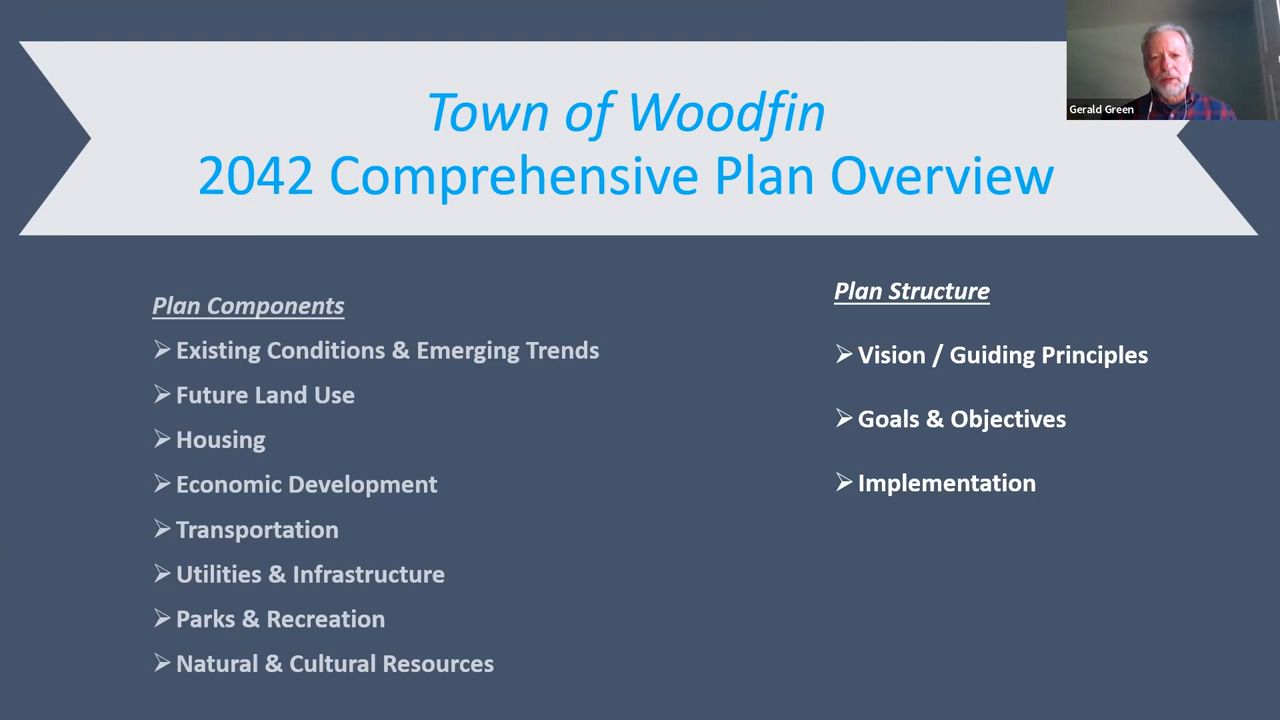 Town of Woodfin
2042 Comprehensive Plan Overview
Gerald Green
Plan Components
Existing Conditions & Emerging Trends
Future Land Use
Housing
Economic Development
Transportation
Utilities & Infrastructure
Parks & Recreation
Natural & Cultural Resources
Plan Structure
Vision / Guiding Principles
Goals & Objectives
Implementation